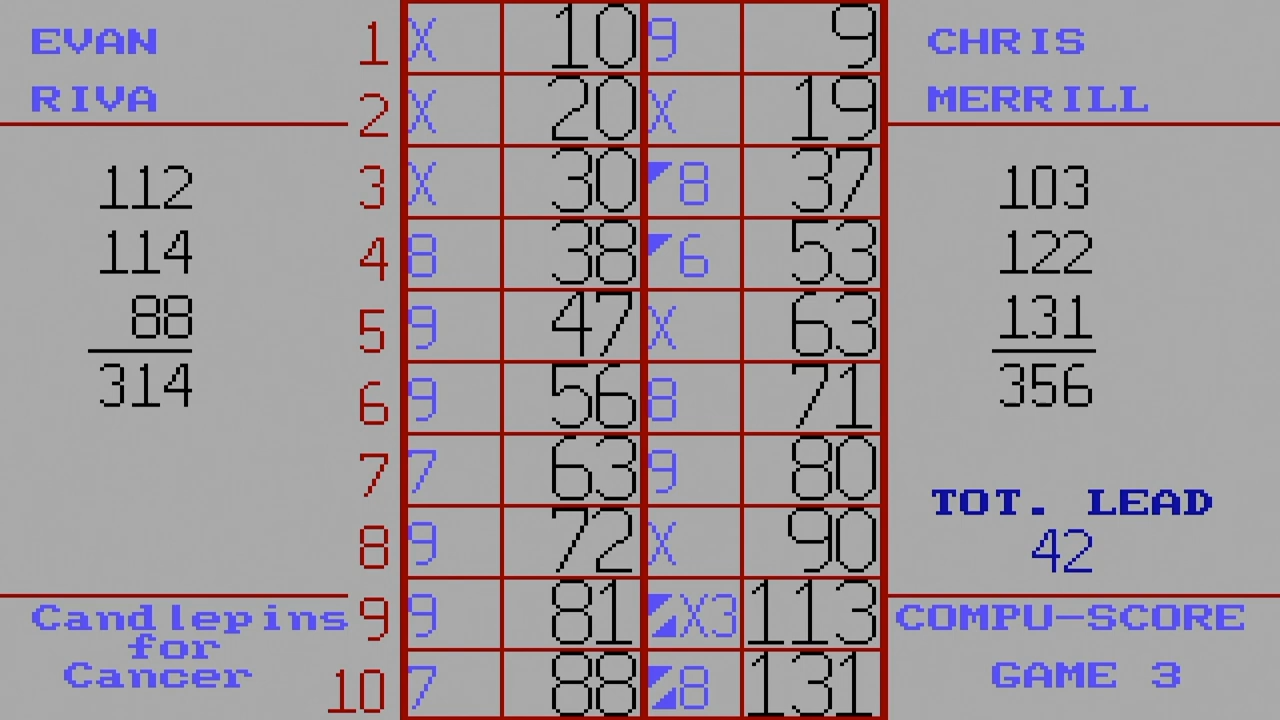 EVAN
RIVA
112
114
88
314
Candlepins
for
Cancer
1 X 10 9 9
2 X 20 X 19
3 X 30 8 37
4 8 38 6 53
5 9 47 X 63
6 9 56 8 71
7 7 63 9 80
8 9 72 X 90
9 9 81 X3 113
10 7 88 8 131
CHRIS
MERRILL
103
122
131
356
TOT. LEAD
42
COMPU-SCORE
GAME 3